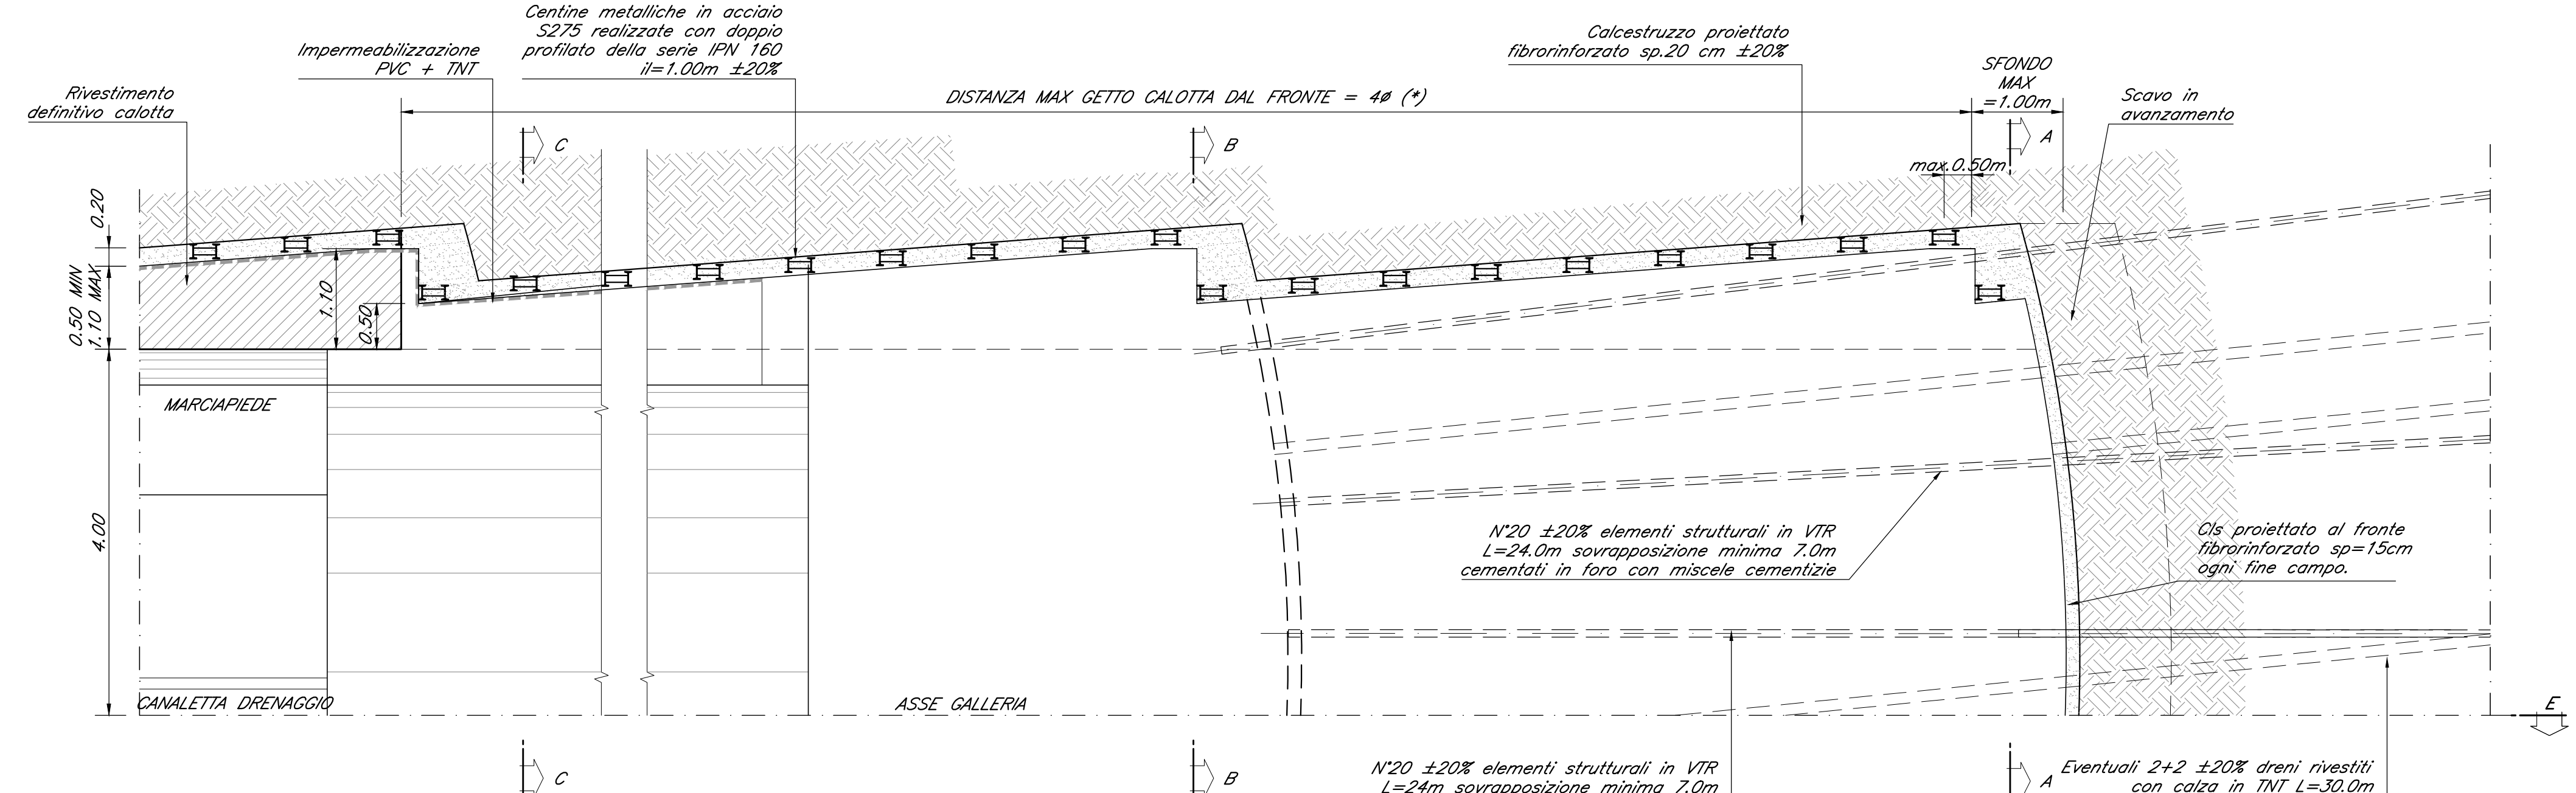 Centine metalliche in acciaio
S275 realizzate con doppio
profilato della serie IPN 160
il=1.00m ±20%
Impermeabilizzazione
PVC + TNT
Rivestimento
definitivo calotta
Calcestruzzo proiettato
fibrorinforzato sp.20 cm ±20%
SFONDO
MAX
=1.00m
DISTANZA MAX GETTO CALOTTA DAL FRONTE = 4ø (*)
Scavo in
avanzamento
C
B
A
max.0.50m
0.20
0.50 MIN
1.10 MAX
1.10
0.50
4.00
MARCIAPIEDE
N°20 ±20% elementi strutturali in VTR
L=24.0m sovrapposizione minima 7.0m
cementati in foro con miscele cementizie
Cls proiettato al fronte
fibrorinforzato sp=15cm
ogni fine campo.
CANALETTA DRENAGGIO
ASSE GALLERIA
E
C
B
A
N°20 ±20% elementi strutturali in VTR
L=24m sovrapposizione minima 7.0m
Eventuali 2+2 ±20% dreni rivestiti
con calza in TNT L=30.0m